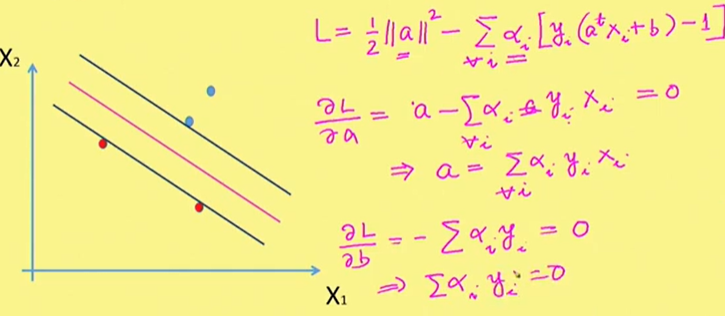 L = 1/2 ||a||² - Σ∀i αi [yi (aᵗxi + b) - 1]
X₂
∂L/∂a = a - Σ∀i αi yi xi = 0
⇒ a = Σ∀i αi yi xi
∂L/∂b = - Σ αi yi = 0
⇒ Σ αi yi = 0
X₁